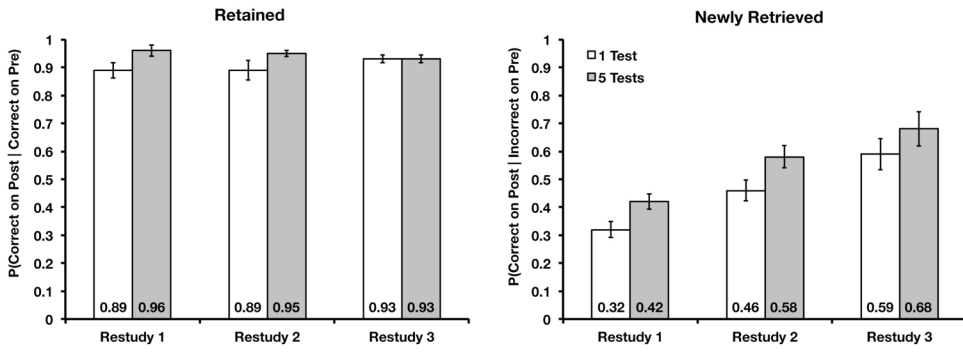 Retained
P(Correct on Post | Correct on Pre)
1
0.9
0.8
0.7
0.6
0.5
0.4
0.3
0.2
0.1
0
0.89 0.96 0.89 0.95 0.93 0.93
Restudy 1 Restudy 2 Restudy 3
Newly Retrieved
P(Correct on Post | Incorrect on Pre)
1
0.9
0.8
0.7
0.6
0.5
0.4
0.3
0.2
0.1
0
1 Test
5 Tests
0.32 0.42 0.46 0.58 0.59 0.68
Restudy 1 Restudy 2 Restudy 3